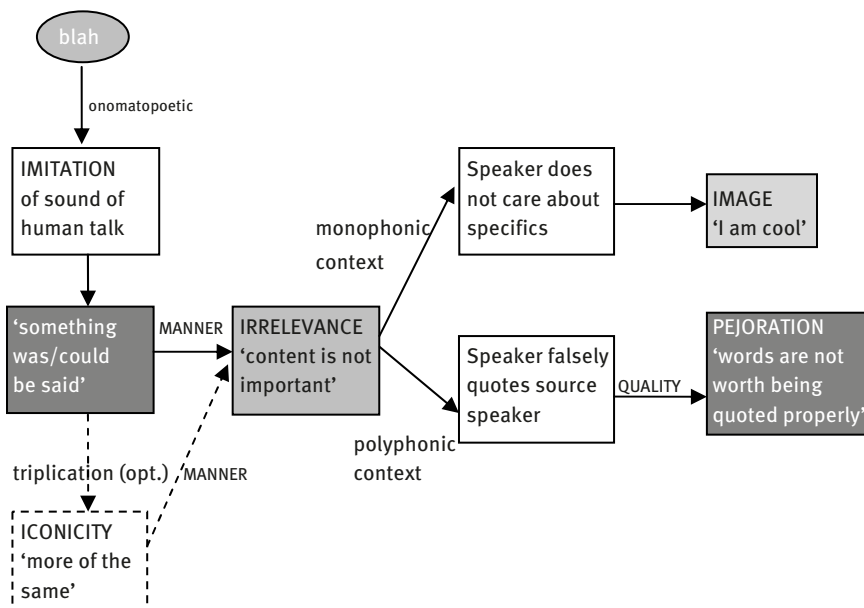 blah
onomatopoetic
IMITATION
of sound of
human talk
'something
was/could
be said'
MANNER
triplication (opt.)
MANNER
ICONICITY
'more of the
same'
IRRELEVANCE
'content is not
important'
monophonic
context
Speaker does
not care about
specifics
IMAGE
'I am cool'
polyphonic
context
Speaker falsely
quotes source
speaker
QUALITY
PEJORATION
'words are not
worth being
quoted properly'